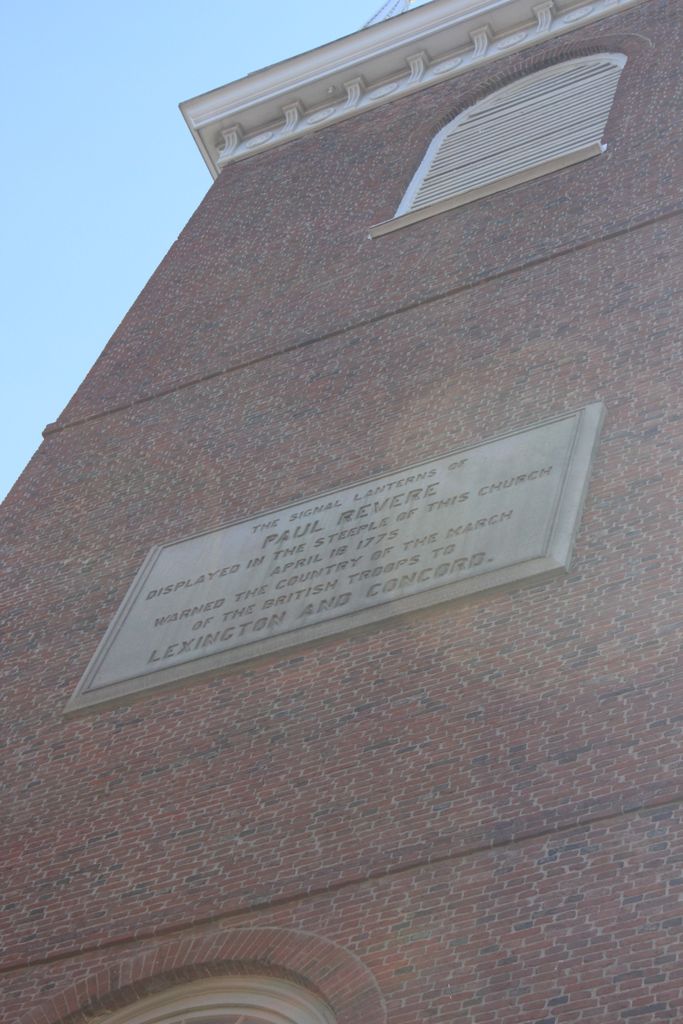 THE SIGNAL LANTERNS OF
PAUL REVERE
DISPLAYED IN THE STEEPLE OF THIS CHURCH
APRIL 18 1775
WARNED THE COUNTRY OF THE MARCH
OF THE BRITISH TROOPS TO
LEXINGTON AND CONCORD.